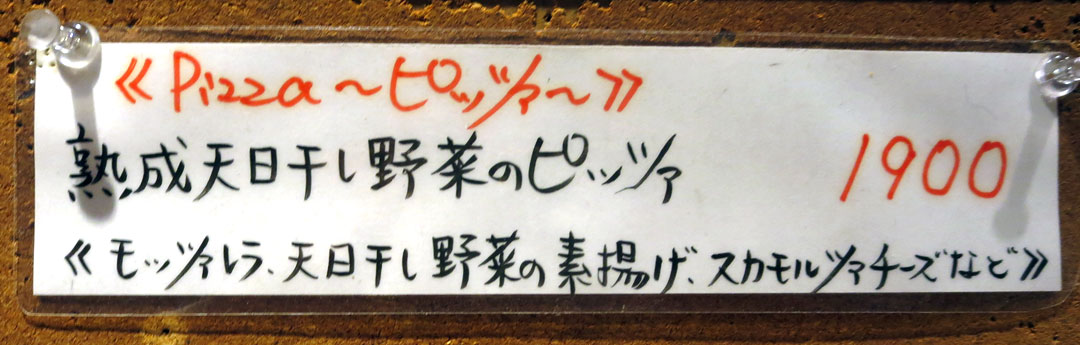 《Pizza～ピッツァ～》
熟成天日干し野菜のピッツァ 1900
《モッツァレラ、天日干し野菜の素揚げ、スカモルツァチーズなど》